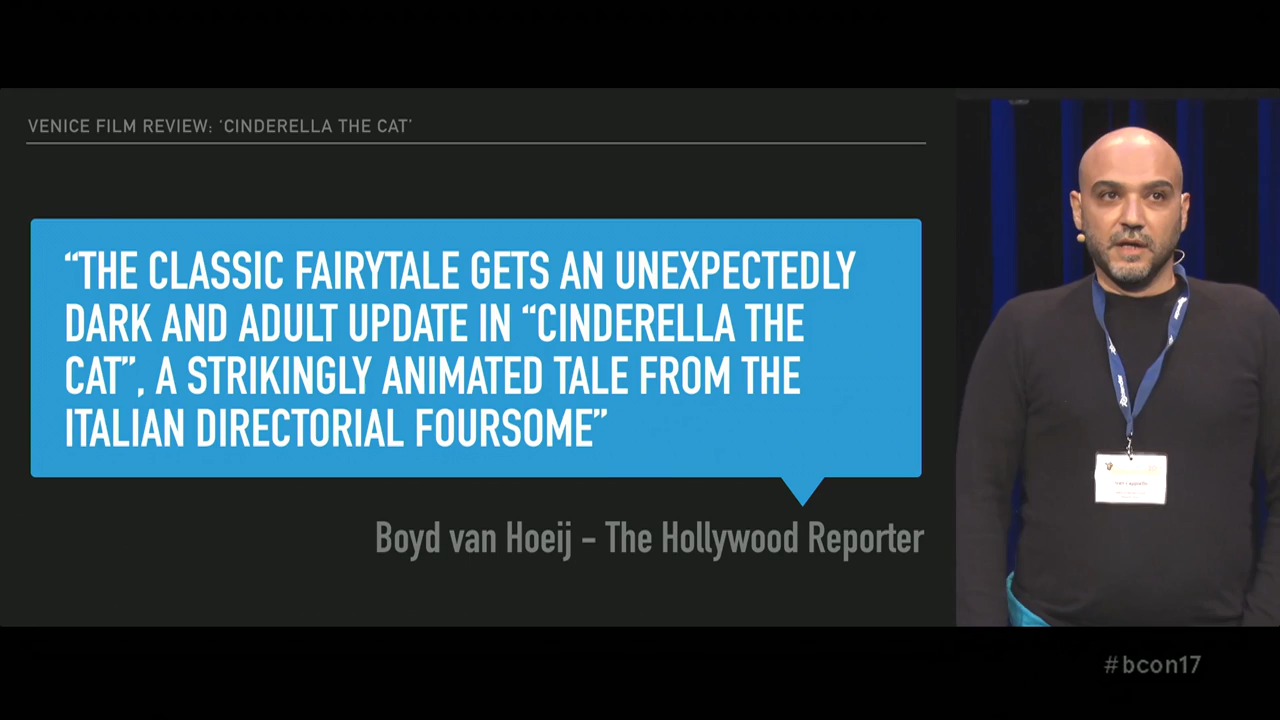 VENICE FILM REVIEW: ‘CINDERELLA THE CAT’
“THE CLASSIC FAIRYTALE GETS AN UNEXPECTEDLY
DARK AND ADULT UPDATE IN “CINDERELLA THE
CAT”, A STRIKINGLY ANIMATED TALE FROM THE
ITALIAN DIRECTORIAL FOURSOME”
Boyd van Hoeij – The Hollywood Reporter
#bcon17